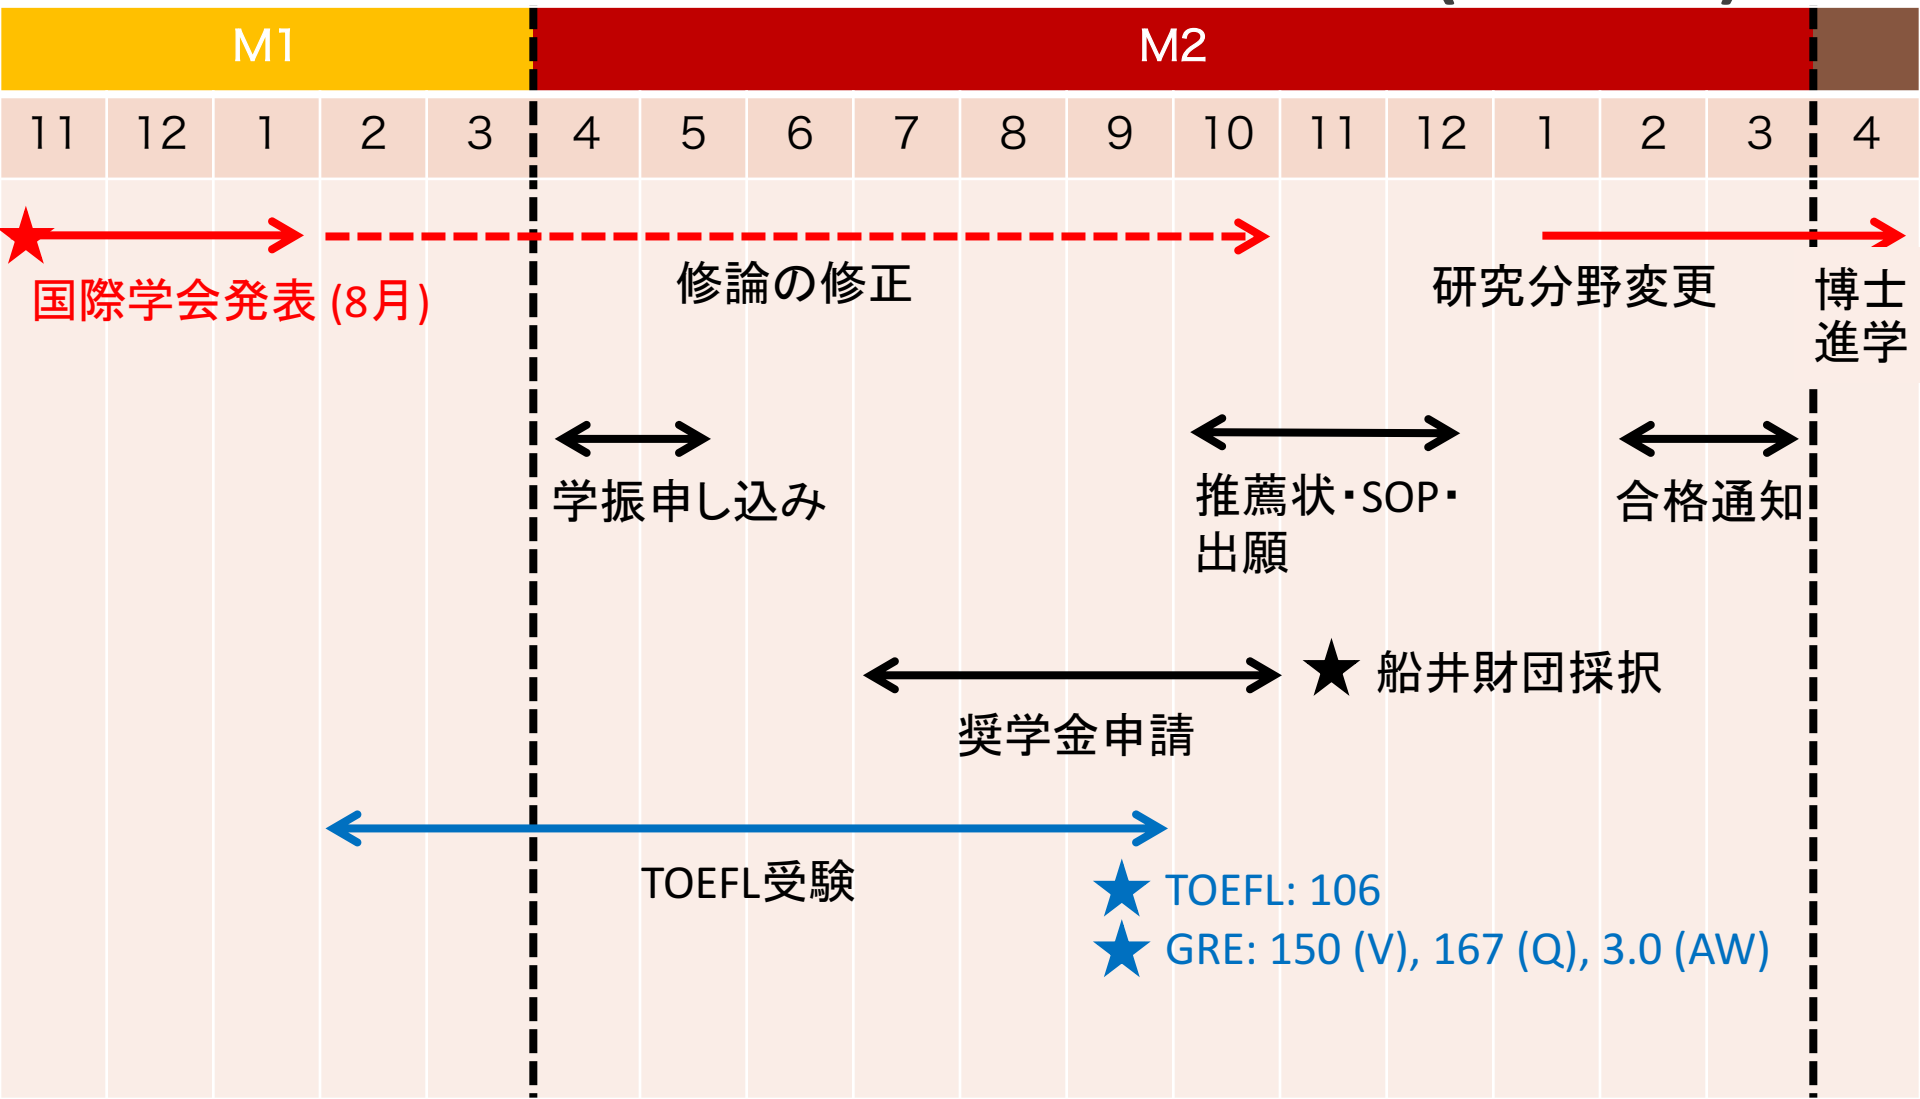 M1 M2
11 12 1 2 3 4 5 6 7 8 9 10 11 12 1 2 3 4
国際学会発表 (8月)
修論の修正
研究分野変更
博士
進学
学振申し込み
推薦状・SOP・
出願
合格通知
船井財団採択
奨学金申請
TOEFL受験
TOEFL: 106
GRE: 150 (V), 167 (Q), 3.0 (AW)